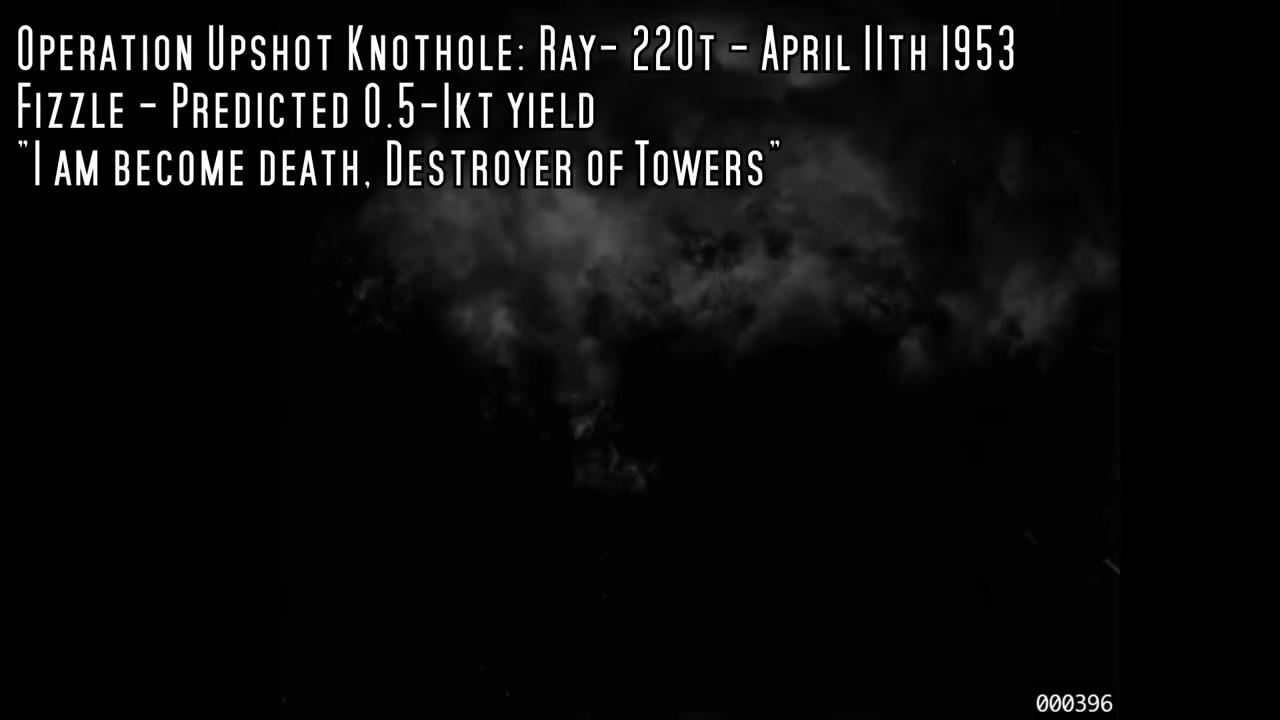 Operation Upshot Knothole: Ray- 220t - April 11th 1953
Fizzle - Predicted 0.5-1kt yield
"I am become death, Destroyer of Towers"
000396